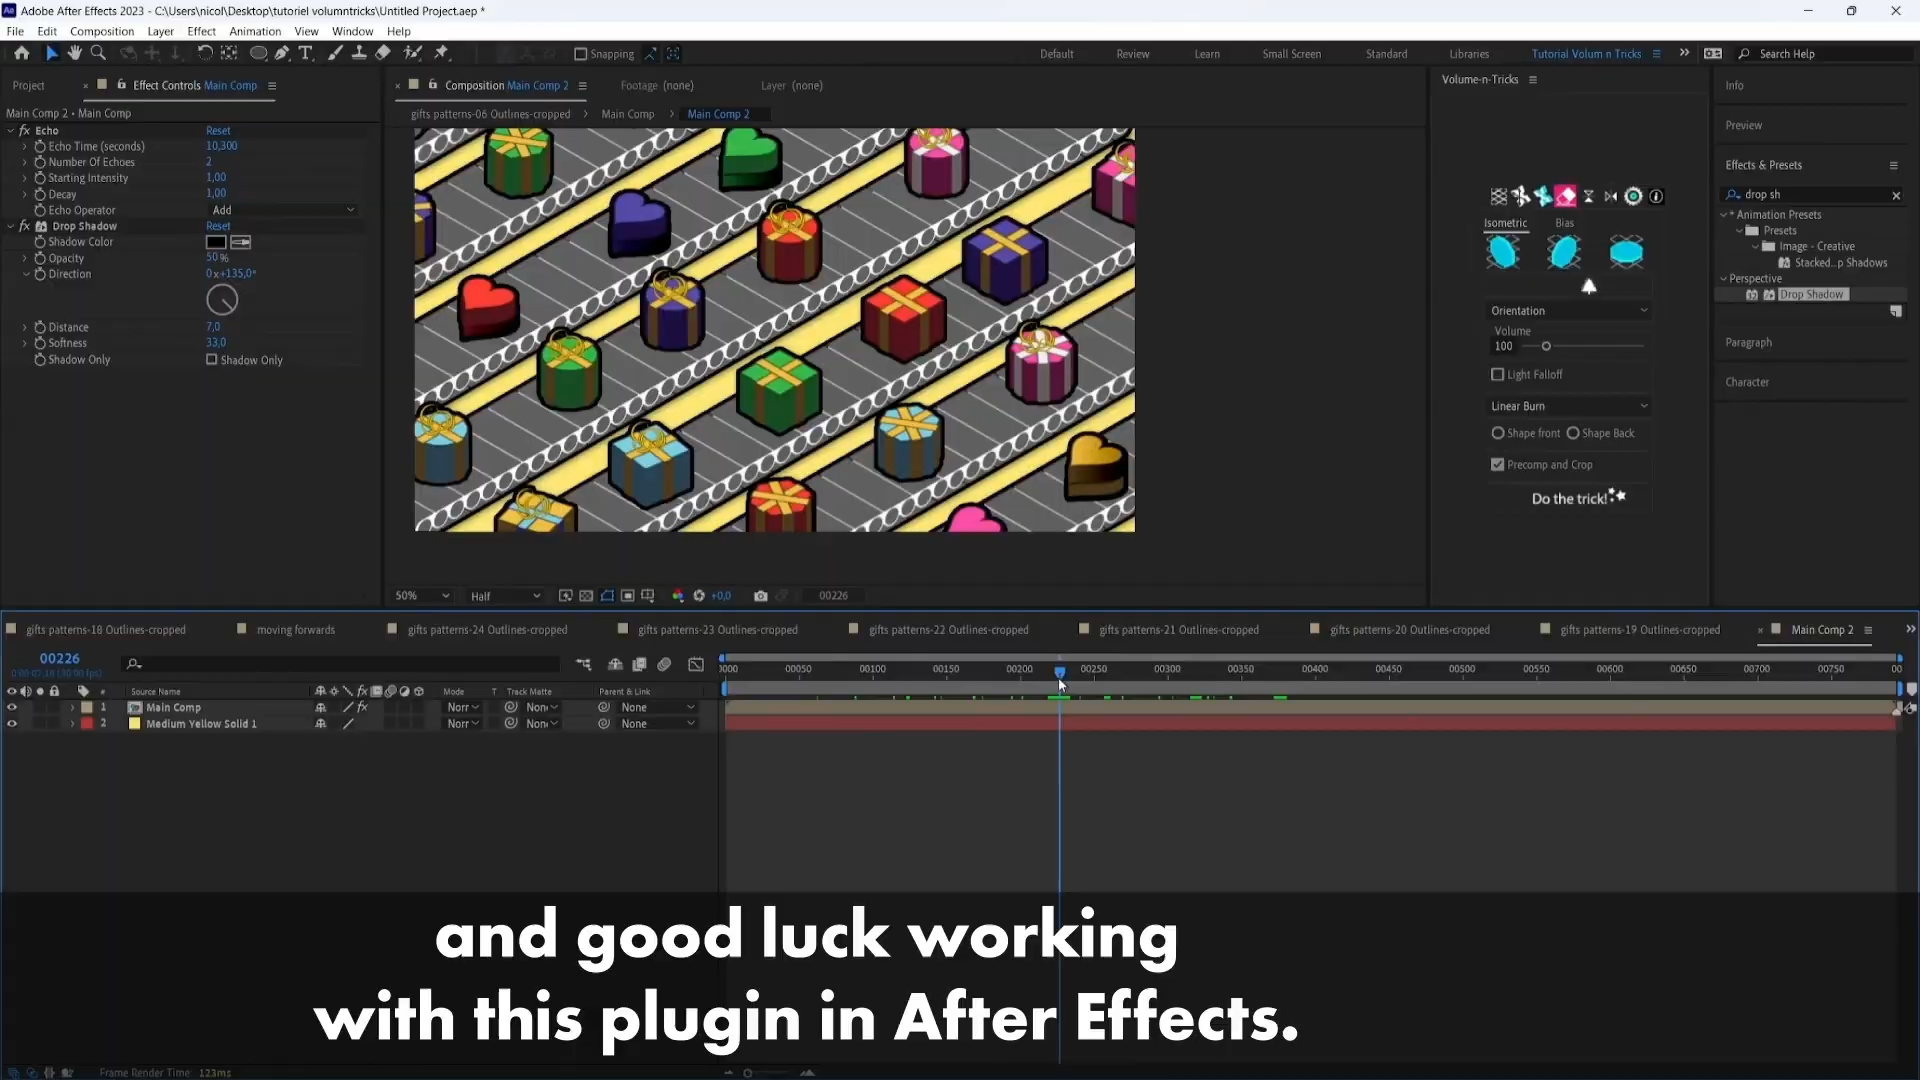 Adobe After Effects 2023 - C:\Users\nicol\Desktop\tutoriel volumntricks\Untitled Project.aep *
File Edit Composition Layer Effect Animation View Window Help
Snapping Default Review Learn Small Screen Standard Libraries Tutorial Volum n Tricks Search Help
Project Effect Controls Main Comp
Main Comp 2 • Main Comp
fx Echo Reset
Echo Time (seconds) 10,300
Number Of Echoes 2
Starting Intensity 1,00
Decay 1,00
Echo Operator Add
fx Drop Shadow Reset
Shadow Color
Opacity 50 %
Direction 0x+135,0°
Distance 7,0
Softness 33,0
Shadow Only Shadow Only
Composition Main Comp 2 Footage (none) Layer (none)
gifts patterns-06 Outlines-cropped Main Comp Main Comp 2
50% Half +0,0 00226
Volume-n-Tricks
Isometric Bias
Orientation
Volume
100
Light Falloff
Linear Burn
Shape front Shape Back
Precomp and Crop
Do the trick!
Info
Preview
Effects & Presets
drop sh
* Animation Presets
Presets
Image - Creative
Stacked...p Shadows
Perspective
Drop Shadow
Paragraph
Character
gifts patterns-18 Outlines-cropped moving forwards gifts patterns-24 Outlines-cropped gifts patterns-23 Outlines-cropped gifts patterns-22 Outlines-cropped gifts patterns-21 Outlines-cropped gifts patterns-20 Outlines-cropped gifts patterns-19 Outlines-cropped Main Comp 2
00226
0000 00050 00100 00150 00200 00250 00300 00350 00400 00450 00500 00550 00600 00650 00700 00750 00
# Source Name fx Mode T Track Matte Parent & Link
1 Main Comp fx Norr Non None
2 Medium Yellow Solid 1 Norr Non None
and good luck working
with this plugin in After Effects.
Frame Render Time: 123ms